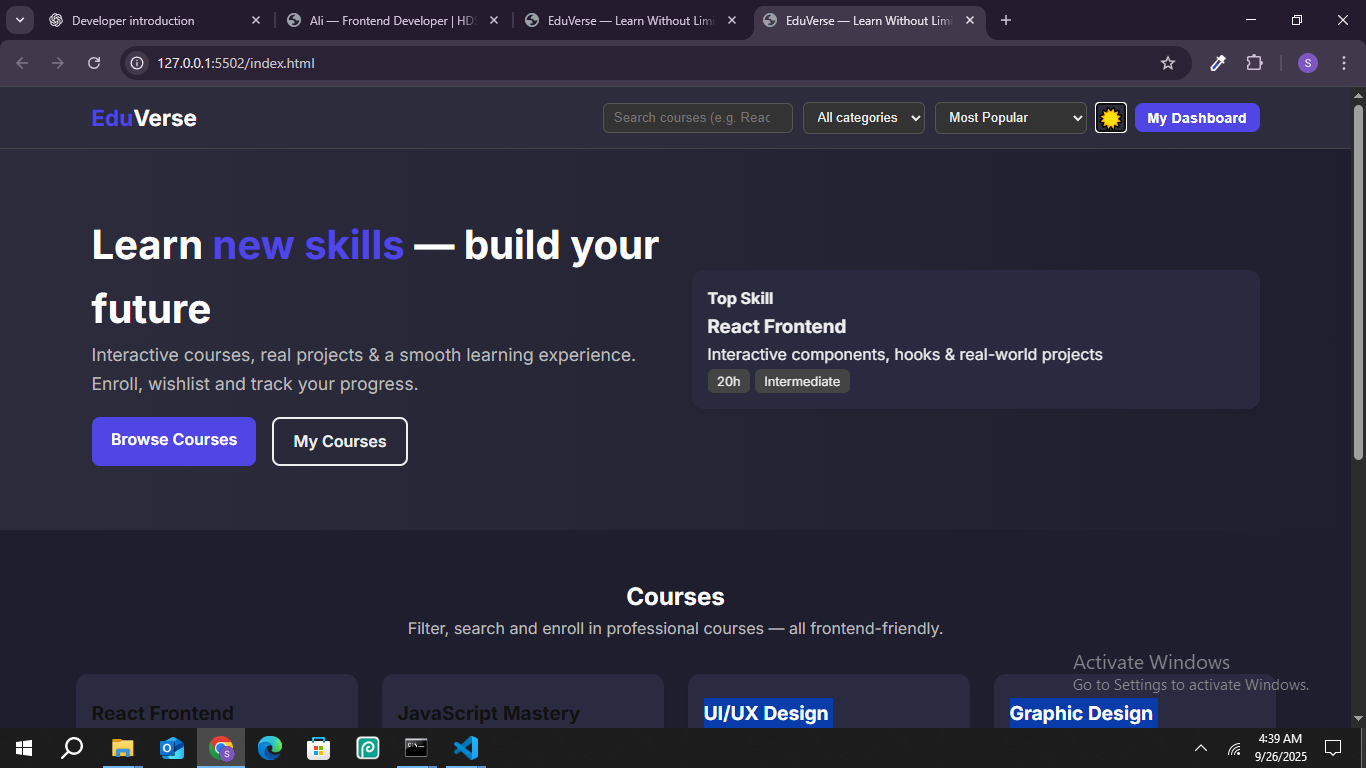 Developer introduction
Ali — Frontend Developer | HDS
EduVerse — Learn Without Limi
EduVerse — Learn Without Limi
127.0.0.1:5502/index.html
S
EduVerse
Search courses (e.g. Reac
All categories
Most Popular
My Dashboard
Learn new skills — build your
future
Interactive courses, real projects & a smooth learning experience.
Enroll, wishlist and track your progress.
Browse Courses
My Courses
Top Skill
React Frontend
Interactive components, hooks & real-world projects
20h
Intermediate
Courses
Filter, search and enroll in professional courses — all frontend-friendly.
React Frontend
JavaScript Mastery
UI/UX Design
Graphic Design
Activate Windows
Go to Settings to activate Windows.
4:39 AM
9/26/2025